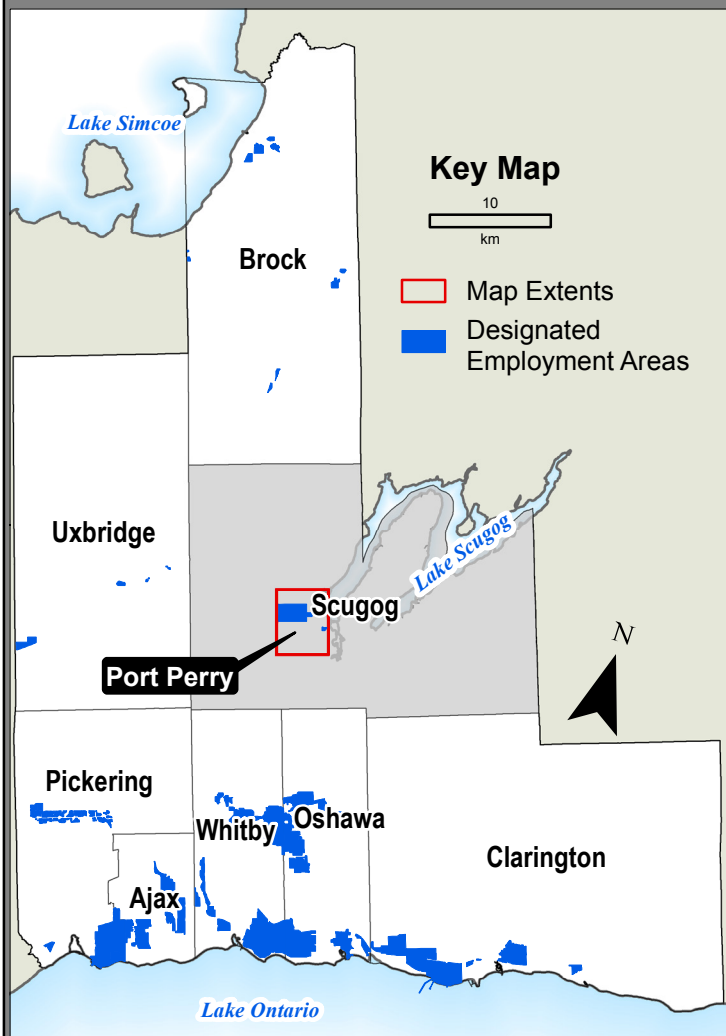 Lake Simcoe
Key Map
10
km
Brock
Map Extents
Designated
Employment Areas
Uxbridge
Lake Scugog
Scugog
N
Port Perry
Pickering
Whitby
Oshawa
Clarington
Ajax
Lake Ontario